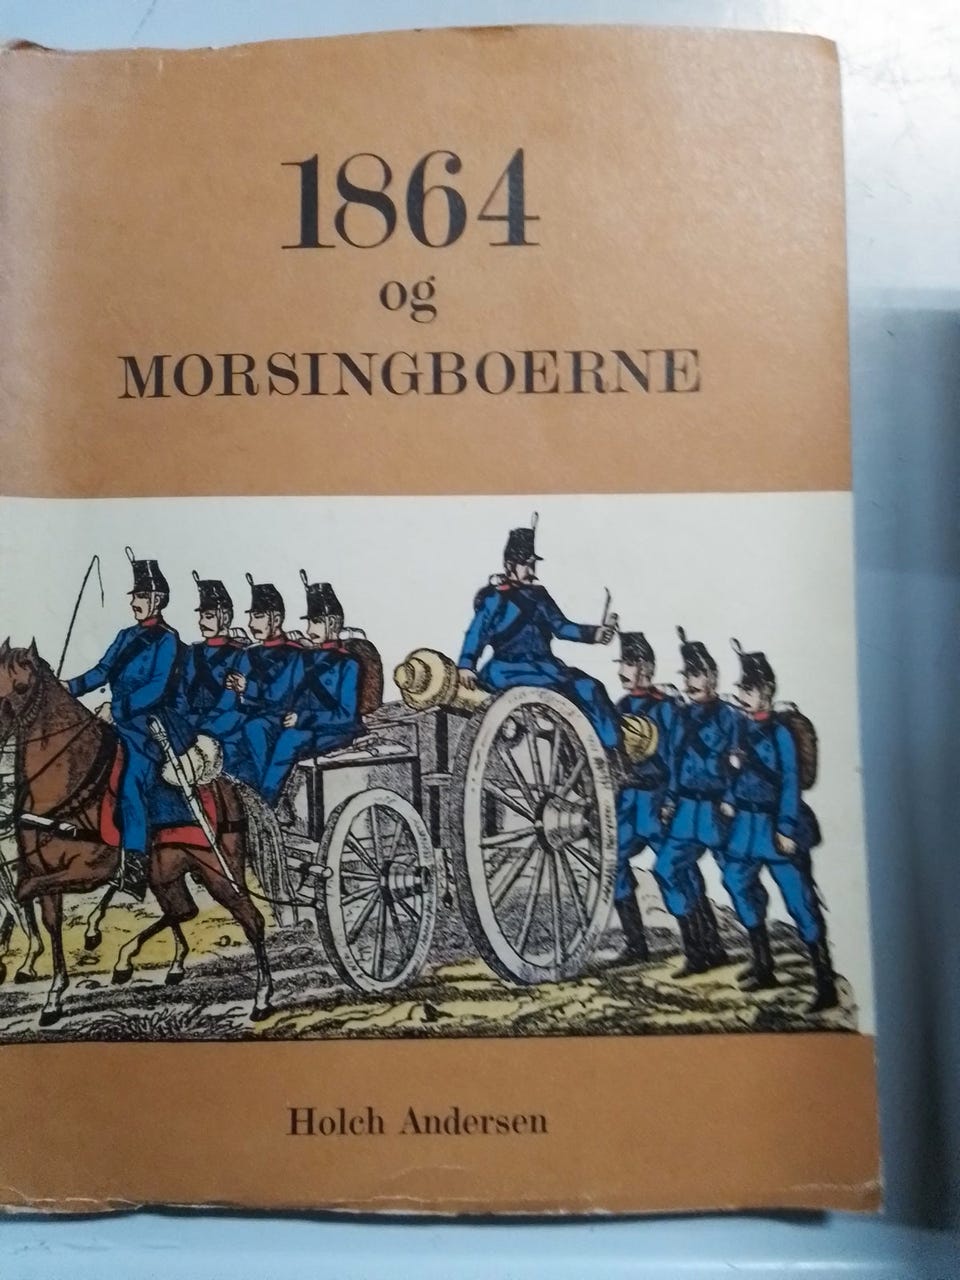 1864
og
MORSINGBOERNE
Holch Andersen